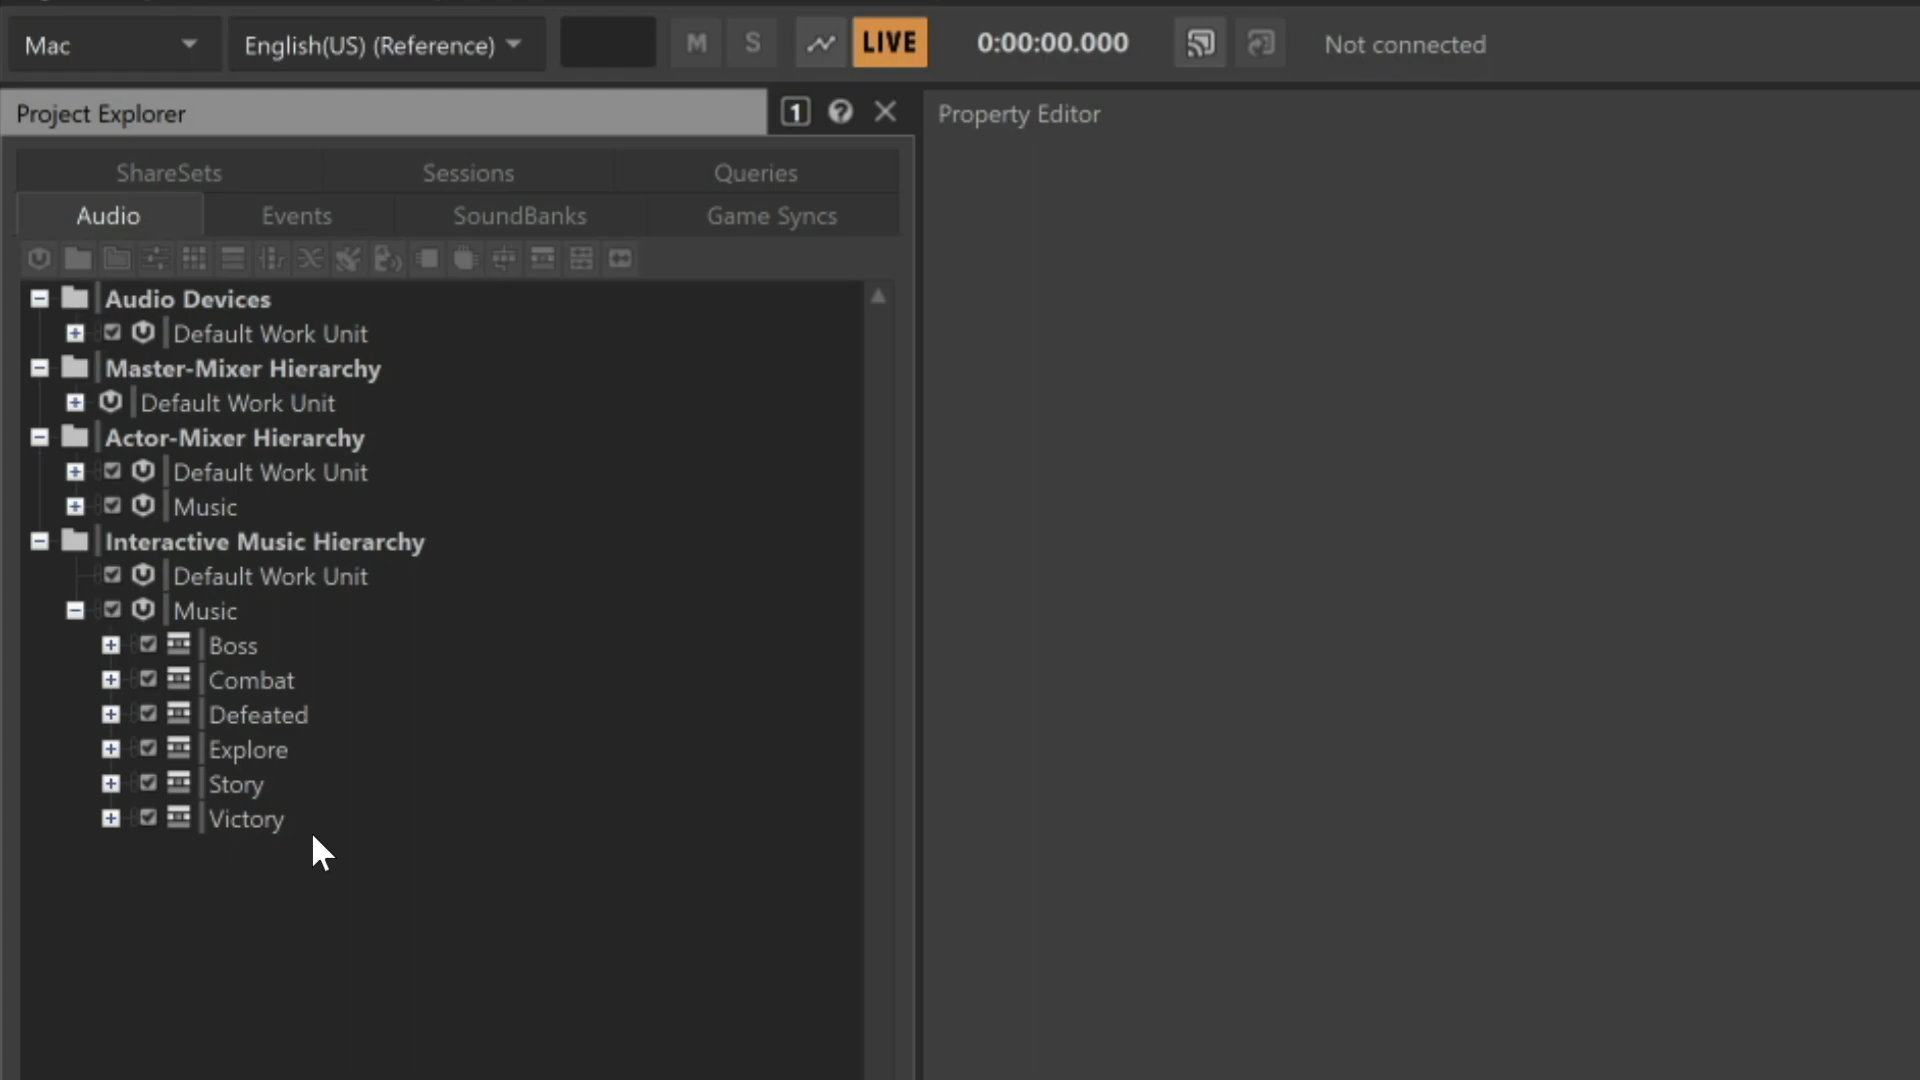 Mac English(US) (Reference) M S LIVE 0:00:00.000 Not connected
Project Explorer 1 Property Editor
ShareSets Sessions Queries
Audio Events SoundBanks Game Syncs
Audio Devices
Default Work Unit
Master-Mixer Hierarchy
Default Work Unit
Actor-Mixer Hierarchy
Default Work Unit
Music
Interactive Music Hierarchy
Default Work Unit
Music
Boss
Combat
Defeated
Explore
Story
Victory